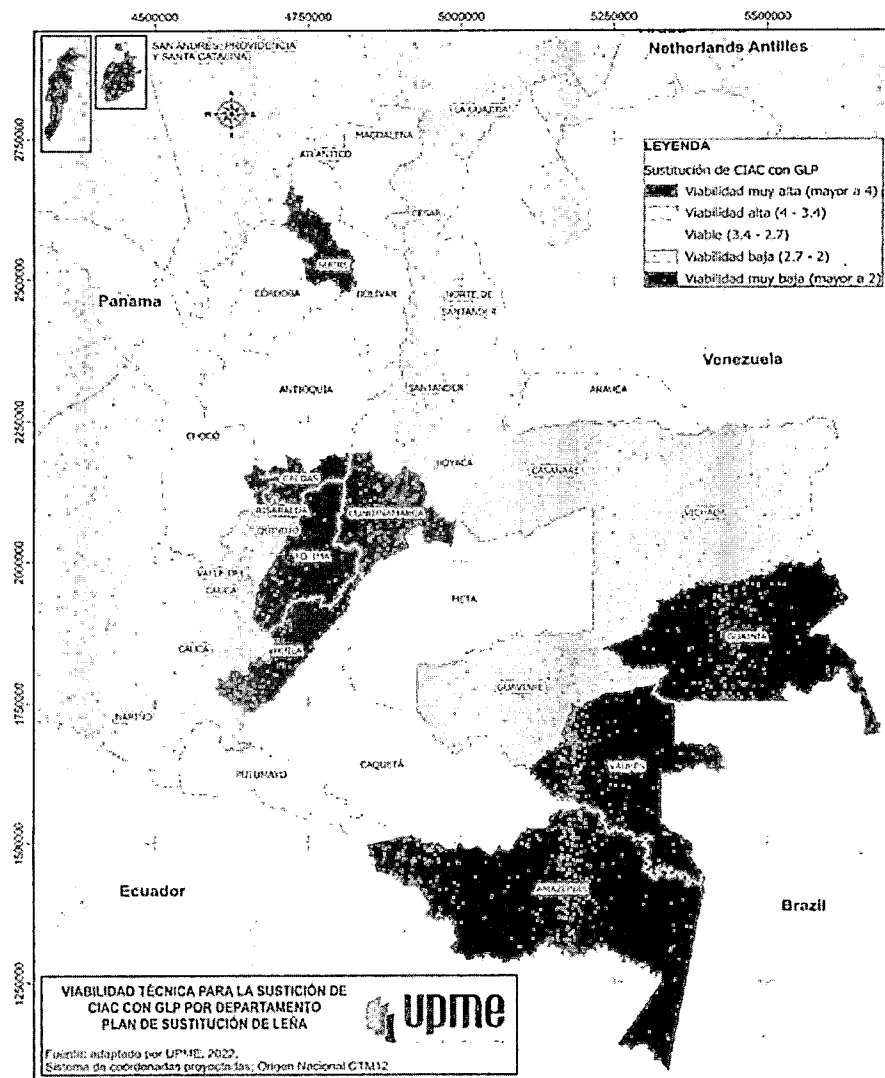 4500000 4750000 5000000 5250000 5500000
SAN ANDRÉS, PROVIDENCIA
Y SANTA CATALINA
Netherlands Antilles
LA GUAJIRA
MAGDALENA
ATLÁNTICO
2750000
LEYENDA
Sustitución de CIAC con GLP
Viabilidad muy alta (mayor a 4)
Viabilidad alta (4 - 3.4)
Viable (3.4 - 2.7)
Viabilidad baja (2.7 - 2)
Viabilidad muy baja (mayor a 2)
CESAR
SUCRE
2500000
CÓRDOBA
BOLÍVAR
NORTE DE
SANTANDER
Panama
Venezuela
ANTIOQUIA
SANTANDER
ARAUCA
2250000
CHOCÓ
BOYACÁ
CASANARE
CALDAS
RISARALDA
CUNDINAMARCA
VICHADA
QUINDÍO
TOLIMA
2000000
VALLE DEL
CAUCA
META
GUAINÍA
CAUCA
HUILA
GUAVIARE
1750000
NARIÑO
VAUPÉS
PUTUMAYO
CAQUETÁ
1500000
Ecuador
AMAZONAS
Brazil
1250000
VIABILIDAD TÉCNICA PARA LA SUSTICIÓN DE
CIAC CON GLP POR DEPARTAMENTO
PLAN DE SUSTITUCIÓN DE LEÑA
upme
Fuente: adaptado por UPME, 2022.
Sistema de coordenadas proyectadas: Origen Nacional CTM12